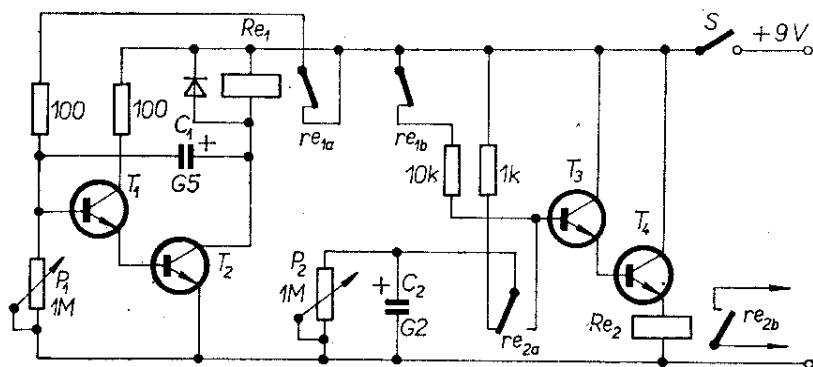 Re₁
S
+9V
100
100
C₁
+
G5
re₁ₐ
re₁b
10k
1k
T₃
T₁
T₄
T₂
P₁
1M
P₂
1M
+
C₂
G2
re₂ₐ
Re₂
re₂b